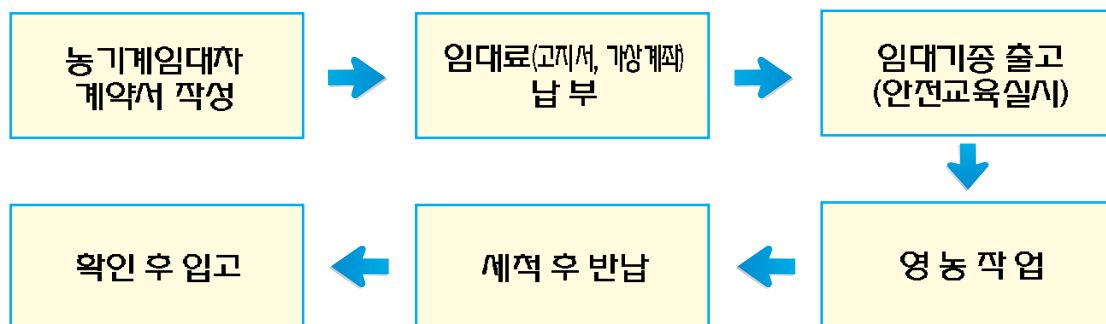 농기계임대차
계약서 작성
임대료(고지서, 가상계좌)
납 부
임대기종 출고
(안전교육실시)
영 농 작 업
세척 후 반납
확인 후 입고